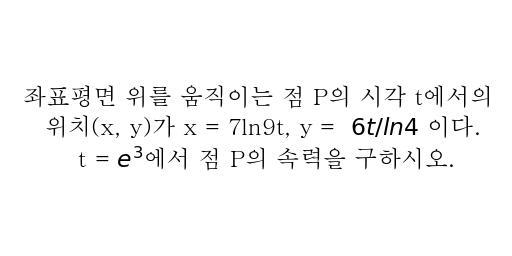 좌표평면 위를 움직이는 점 P의 시각 t에서의
위치(x, y)가 x = 7ln9t, y = 6t/ln4 이다.
t = e³에서 점 P의 속력을 구하시오.